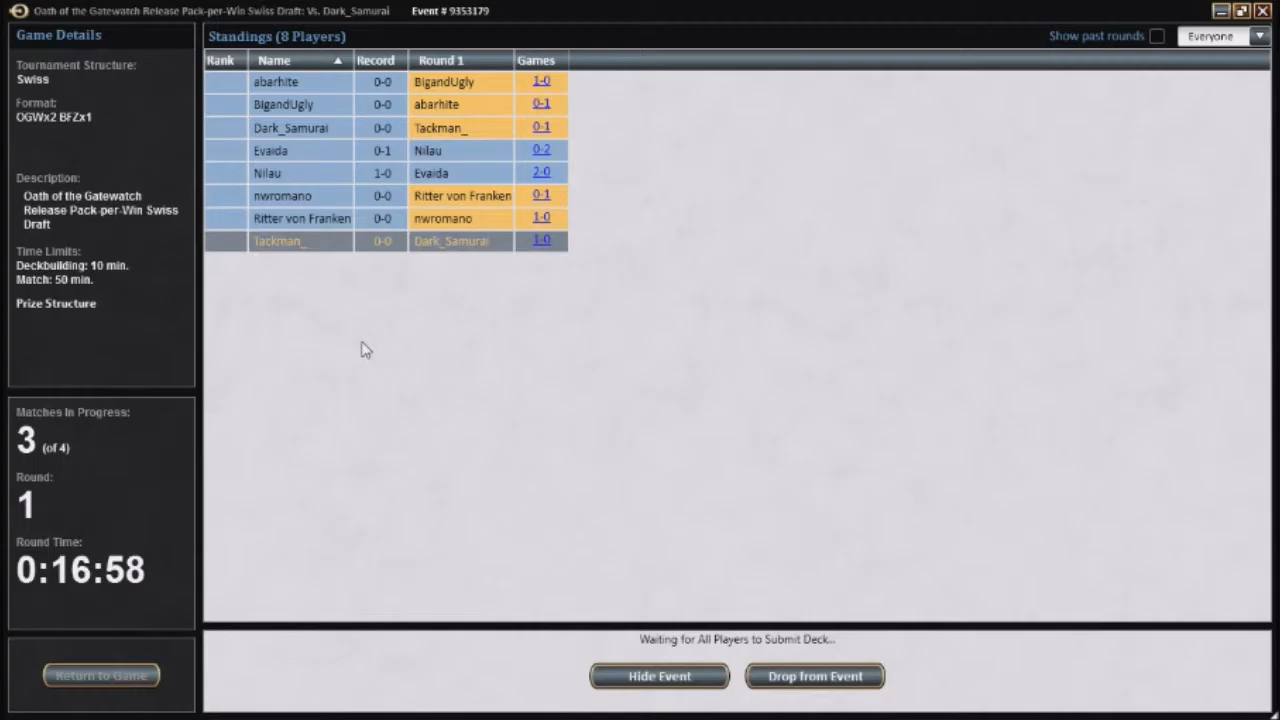 Oath of the Gatewatch Release Pack-per-Win Swiss Draft: Vs. Dark_Samurai Event # 9353179
Game Details
Tournament Structure:
Swiss
Format:
OGWx2 BFZx1
Description:
Oath of the Gatewatch
Release Pack-per-Win Swiss
Draft
Time Limits:
Deckbuilding: 10 min.
Match: 50 min.
Prize Structure
Matches In Progress:
3 (of 4)
Round:
1
Round Time:
0:16:58
Return to Game
Standings (8 Players) Show past rounds Everyone
Rank Name Record Round 1 Games
abarhite 0-0 BigandUgly 1-0
BigandUgly 0-0 abarhite 0-1
Dark_Samurai 0-0 Tackman_ 0-1
Evaida 0-1 Nilau 0-2
Nilau 1-0 Evaida 2-0
nwromano 0-0 Ritter von Franken 0-1
Ritter von Franken 0-0 nwromano 1-0
Tackman_ 0-0 Dark_Samurai 1-0
Waiting for All Players to Submit Deck...
Hide Event Drop from Event